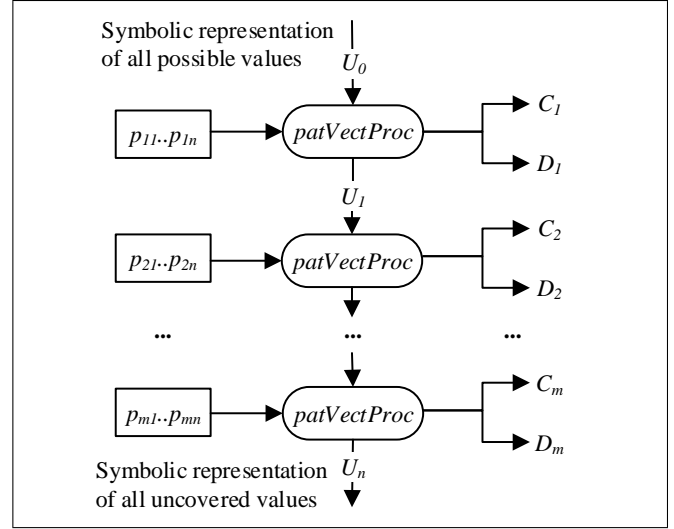 Symbolic representation
of all possible values
U0
p11..p1n
patVectProc
C1
D1
U1
p21..p2n
patVectProc
C2
D2
... ... ...
pm1..pmn
patVectProc
Cm
Dm
Symbolic representation
of all uncovered values
Un